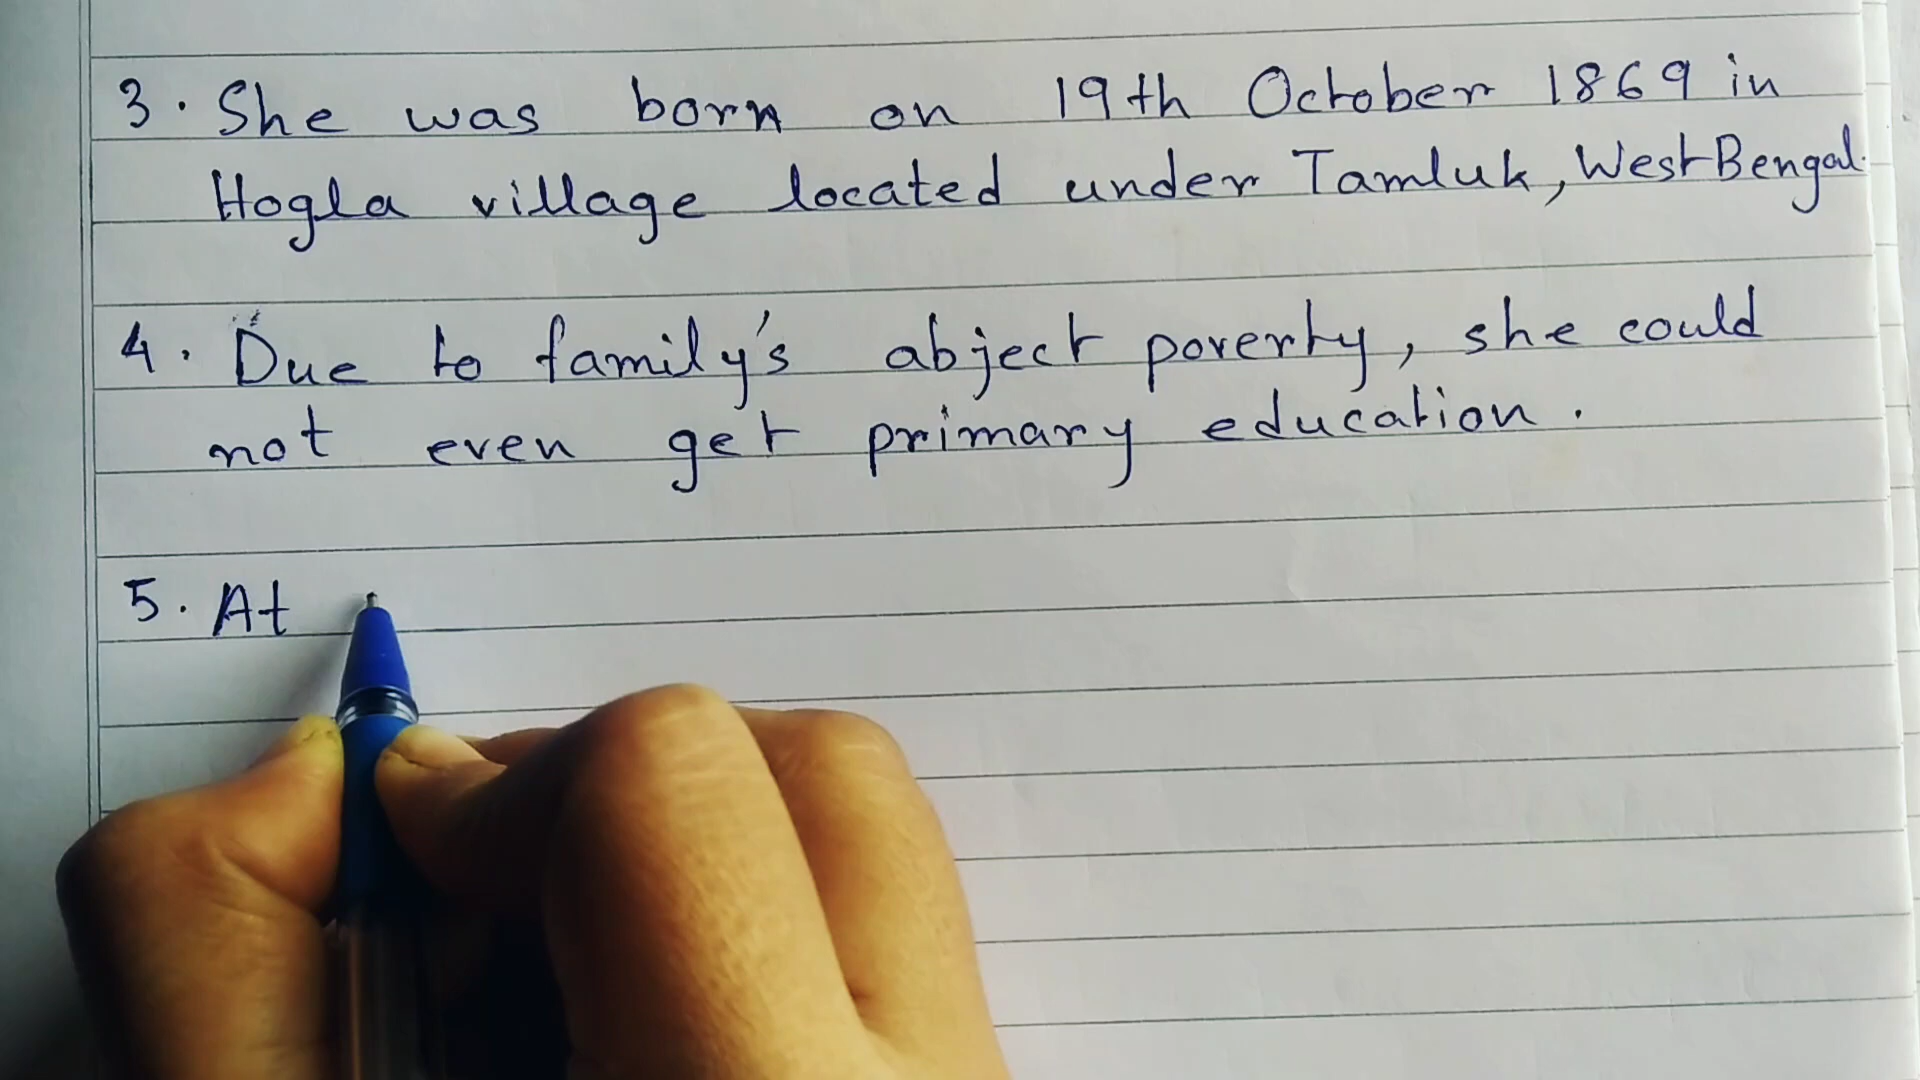 3. She was born on 19th October 1869 in
Hogla village located under Tamluk, West Bengal.
4. Due to family's abject poverty, she could
not even get primary education.
5. At